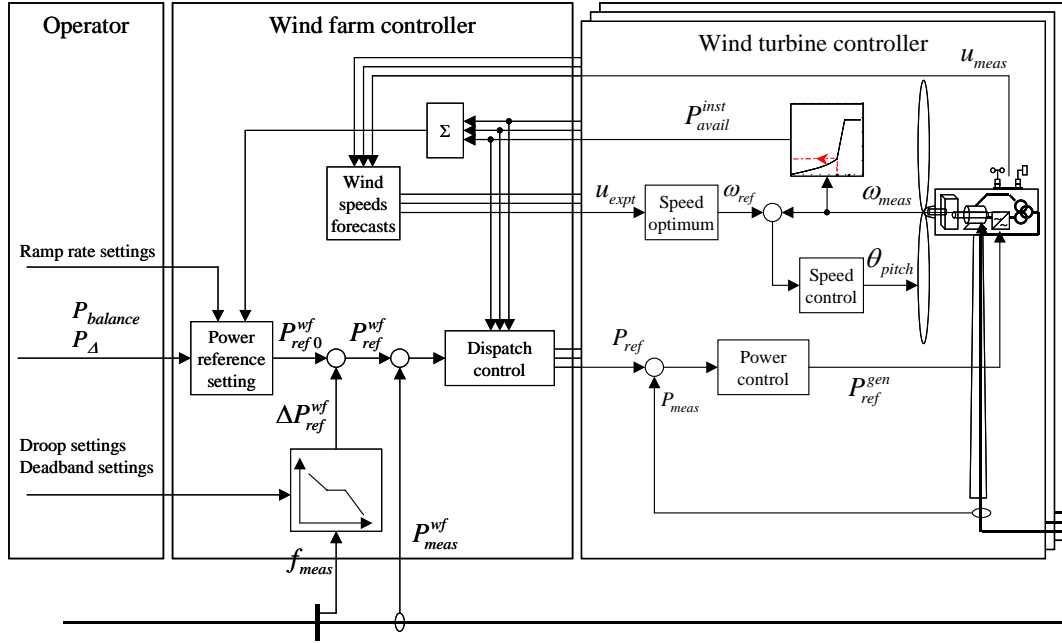 Operator
Wind farm controller
Wind turbine controller
u_meas
P_avail^inst
Σ
Wind
speeds
forecasts
u_expt
Speed
optimum
ω_ref
ω_meas
Ramp rate settings
Speed
control
θ_pitch
P_balance
P_Δ
Power
reference
setting
P_ref 0^wf
P_ref^wf
Dispatch
control
P_ref
P_meas
Power
control
P_ref^gen
ΔP_ref^wf
Droop settings
Deadband settings
P_meas^wf
f_meas